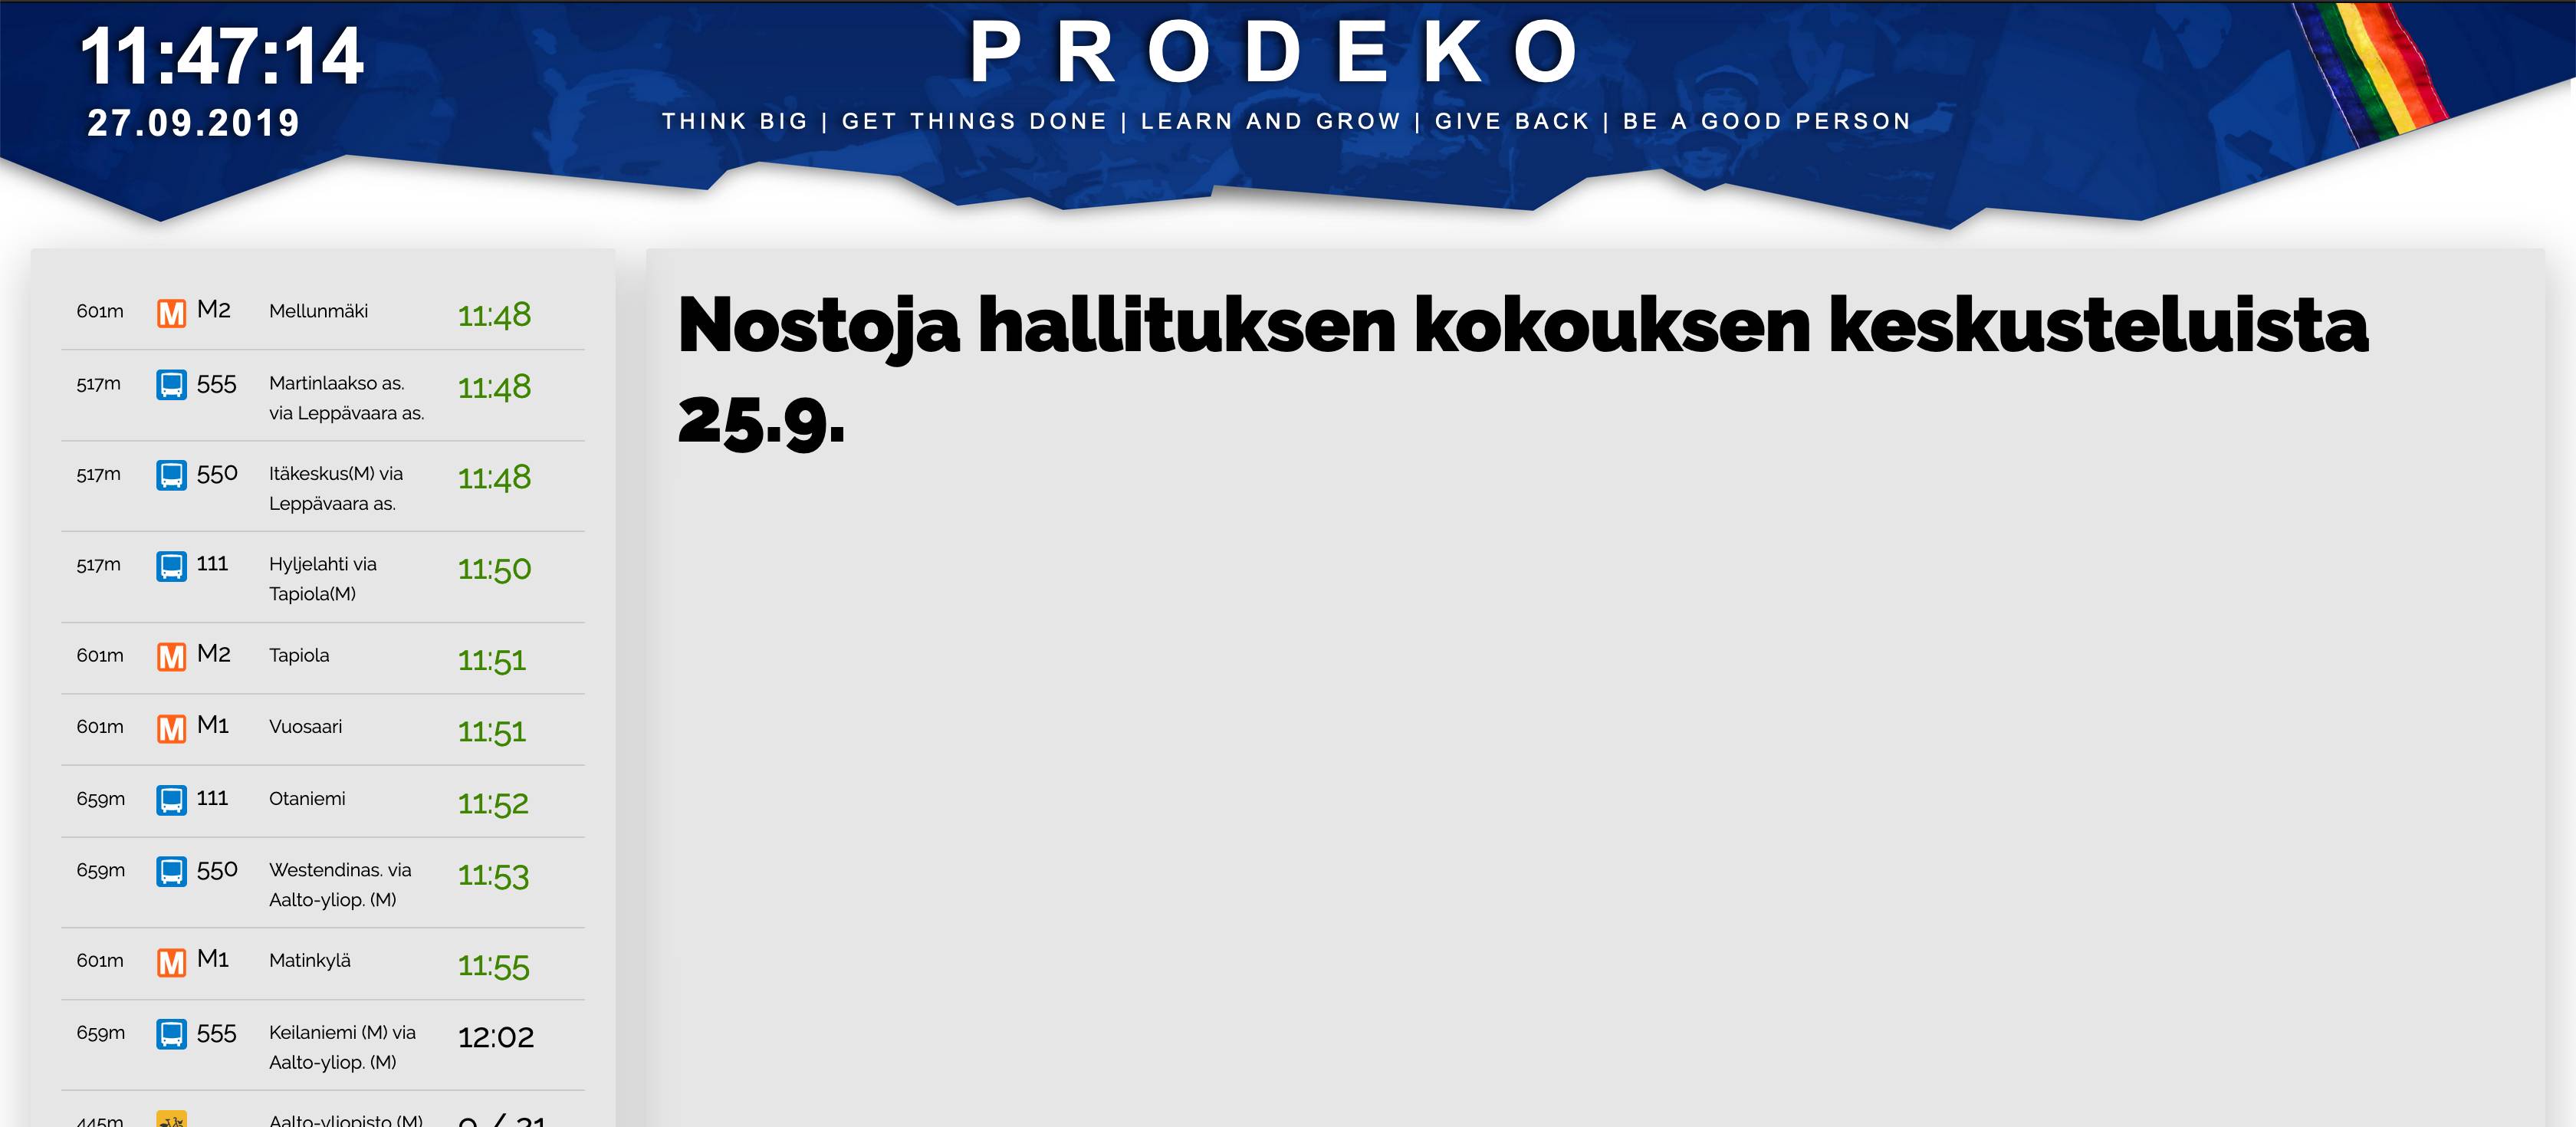 11:47:14
27.09.2019
PRODEKO
THINK BIG | GET THINGS DONE | LEARN AND GROW | GIVE BACK | BE A GOOD PERSON
601m M M2 Mellunmäki 11:48
517m 555 Martinlaakso as. 11:48
via Leppävaara as.
517m 550 Itäkeskus(M) via 11:48
Leppävaara as.
517m 111 Hyljelahti via 11:50
Tapiola(M)
601m M M2 Tapiola 11:51
601m M M1 Vuosaari 11:51
659m 111 Otaniemi 11:52
659m 550 Westendinas. via 11:53
Aalto-yliop. (M)
601m M M1 Matinkylä 11:55
659m 555 Keilaniemi (M) via 12:02
Aalto-yliop. (M)
445m Aalto-yliopisto (M)
Nostoja hallituksen kokouksen keskusteluista
25.9.